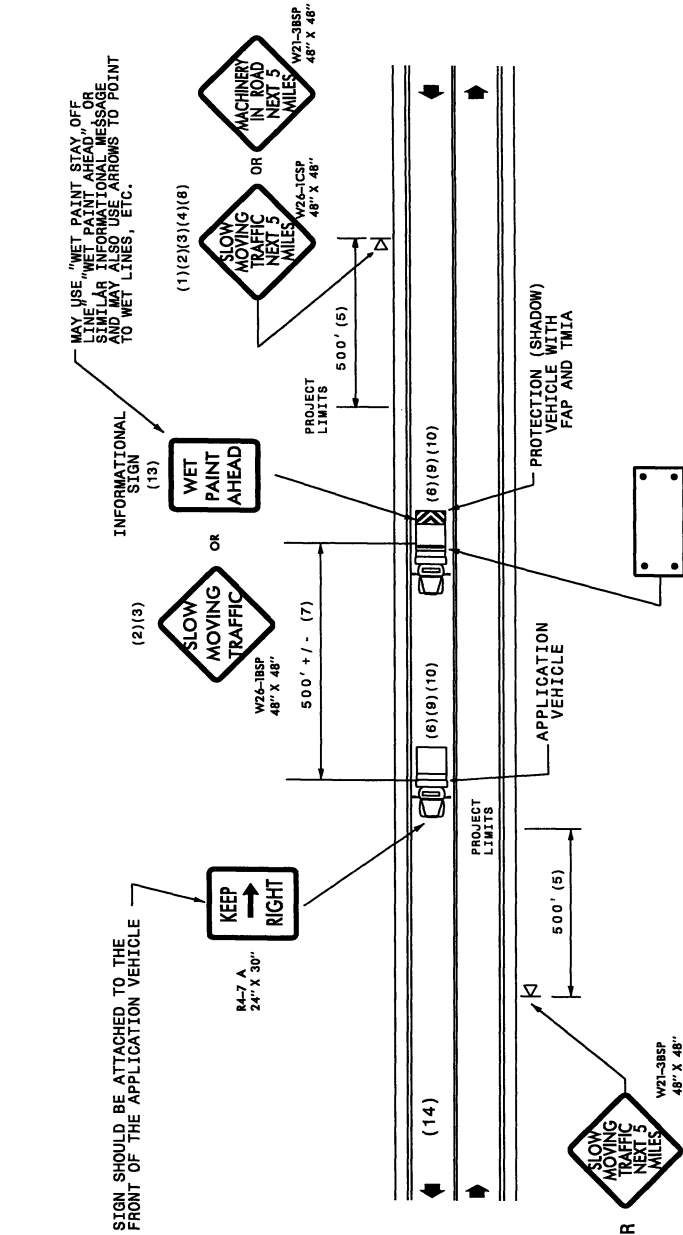 SIGN SHOULD BE ATTACHED TO THE
FRONT OF THE APPLICATION VEHICLE
KEEP
RIGHT
R4-7 A
24" X 30"
(2)(3)
SLOW
MOVING
TRAFFIC
W26-1BSP
48" X 48"
OR
INFORMATIONAL
SIGN
(13)
WET
PAINT
AHEAD
MAY USE "WET PAINT STAY OFF
LINE" "WET PAINT AHEAD", OR
SIMILAR INFORMATIONAL MESSAGE
AND MAY ALSO USE ARROWS TO POINT
TO WET LINES, ETC.
(1)(2)(3)(4)(8)
SLOW
MOVING
TRAFFIC
NEXT 5
MILES
W26-1CSP
48" X 48"
OR
MACHINERY
IN ROAD
NEXT 5
MILES
W21-3BSP
48" X 48"
500' +/- (7)
PROJECT
LIMITS
500' (5)
(14)
(6)(9)(10)
(6)(9)(10)
PROJECT
LIMITS
500' (5)
APPLICATION
VEHICLE
PROTECTION (SHADOW)
VEHICLE WITH
FAP AND TMIA
R
SLOW
MOVING
TRAFFIC
NEXT 5
MILES
W21-3BSP
48" X 48"